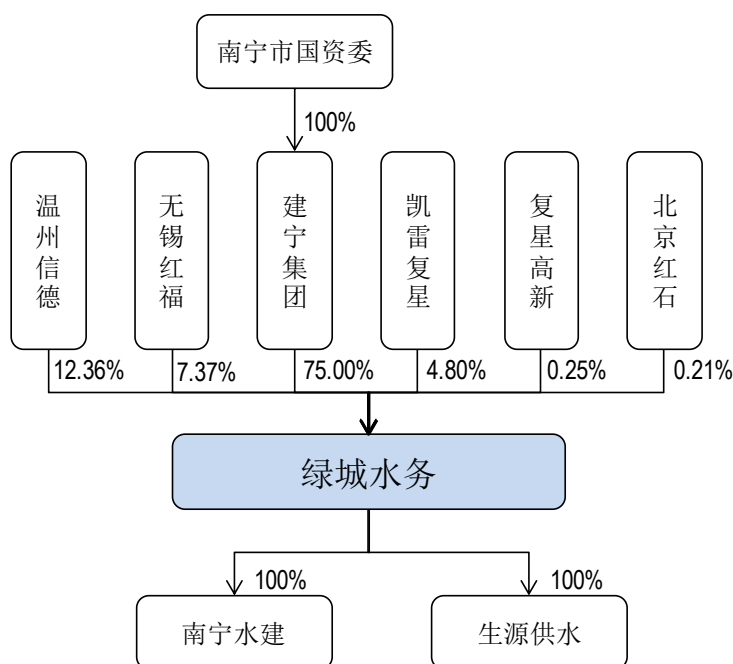 南宁市国资委
100%
温州信德
无锡红福
建宁集团
凯雷复星
复星高新
北京红石
12.36%
7.37%
75.00%
4.80%
0.25%
0.21%
绿城水务
100%
100%
南宁水建
生源供水